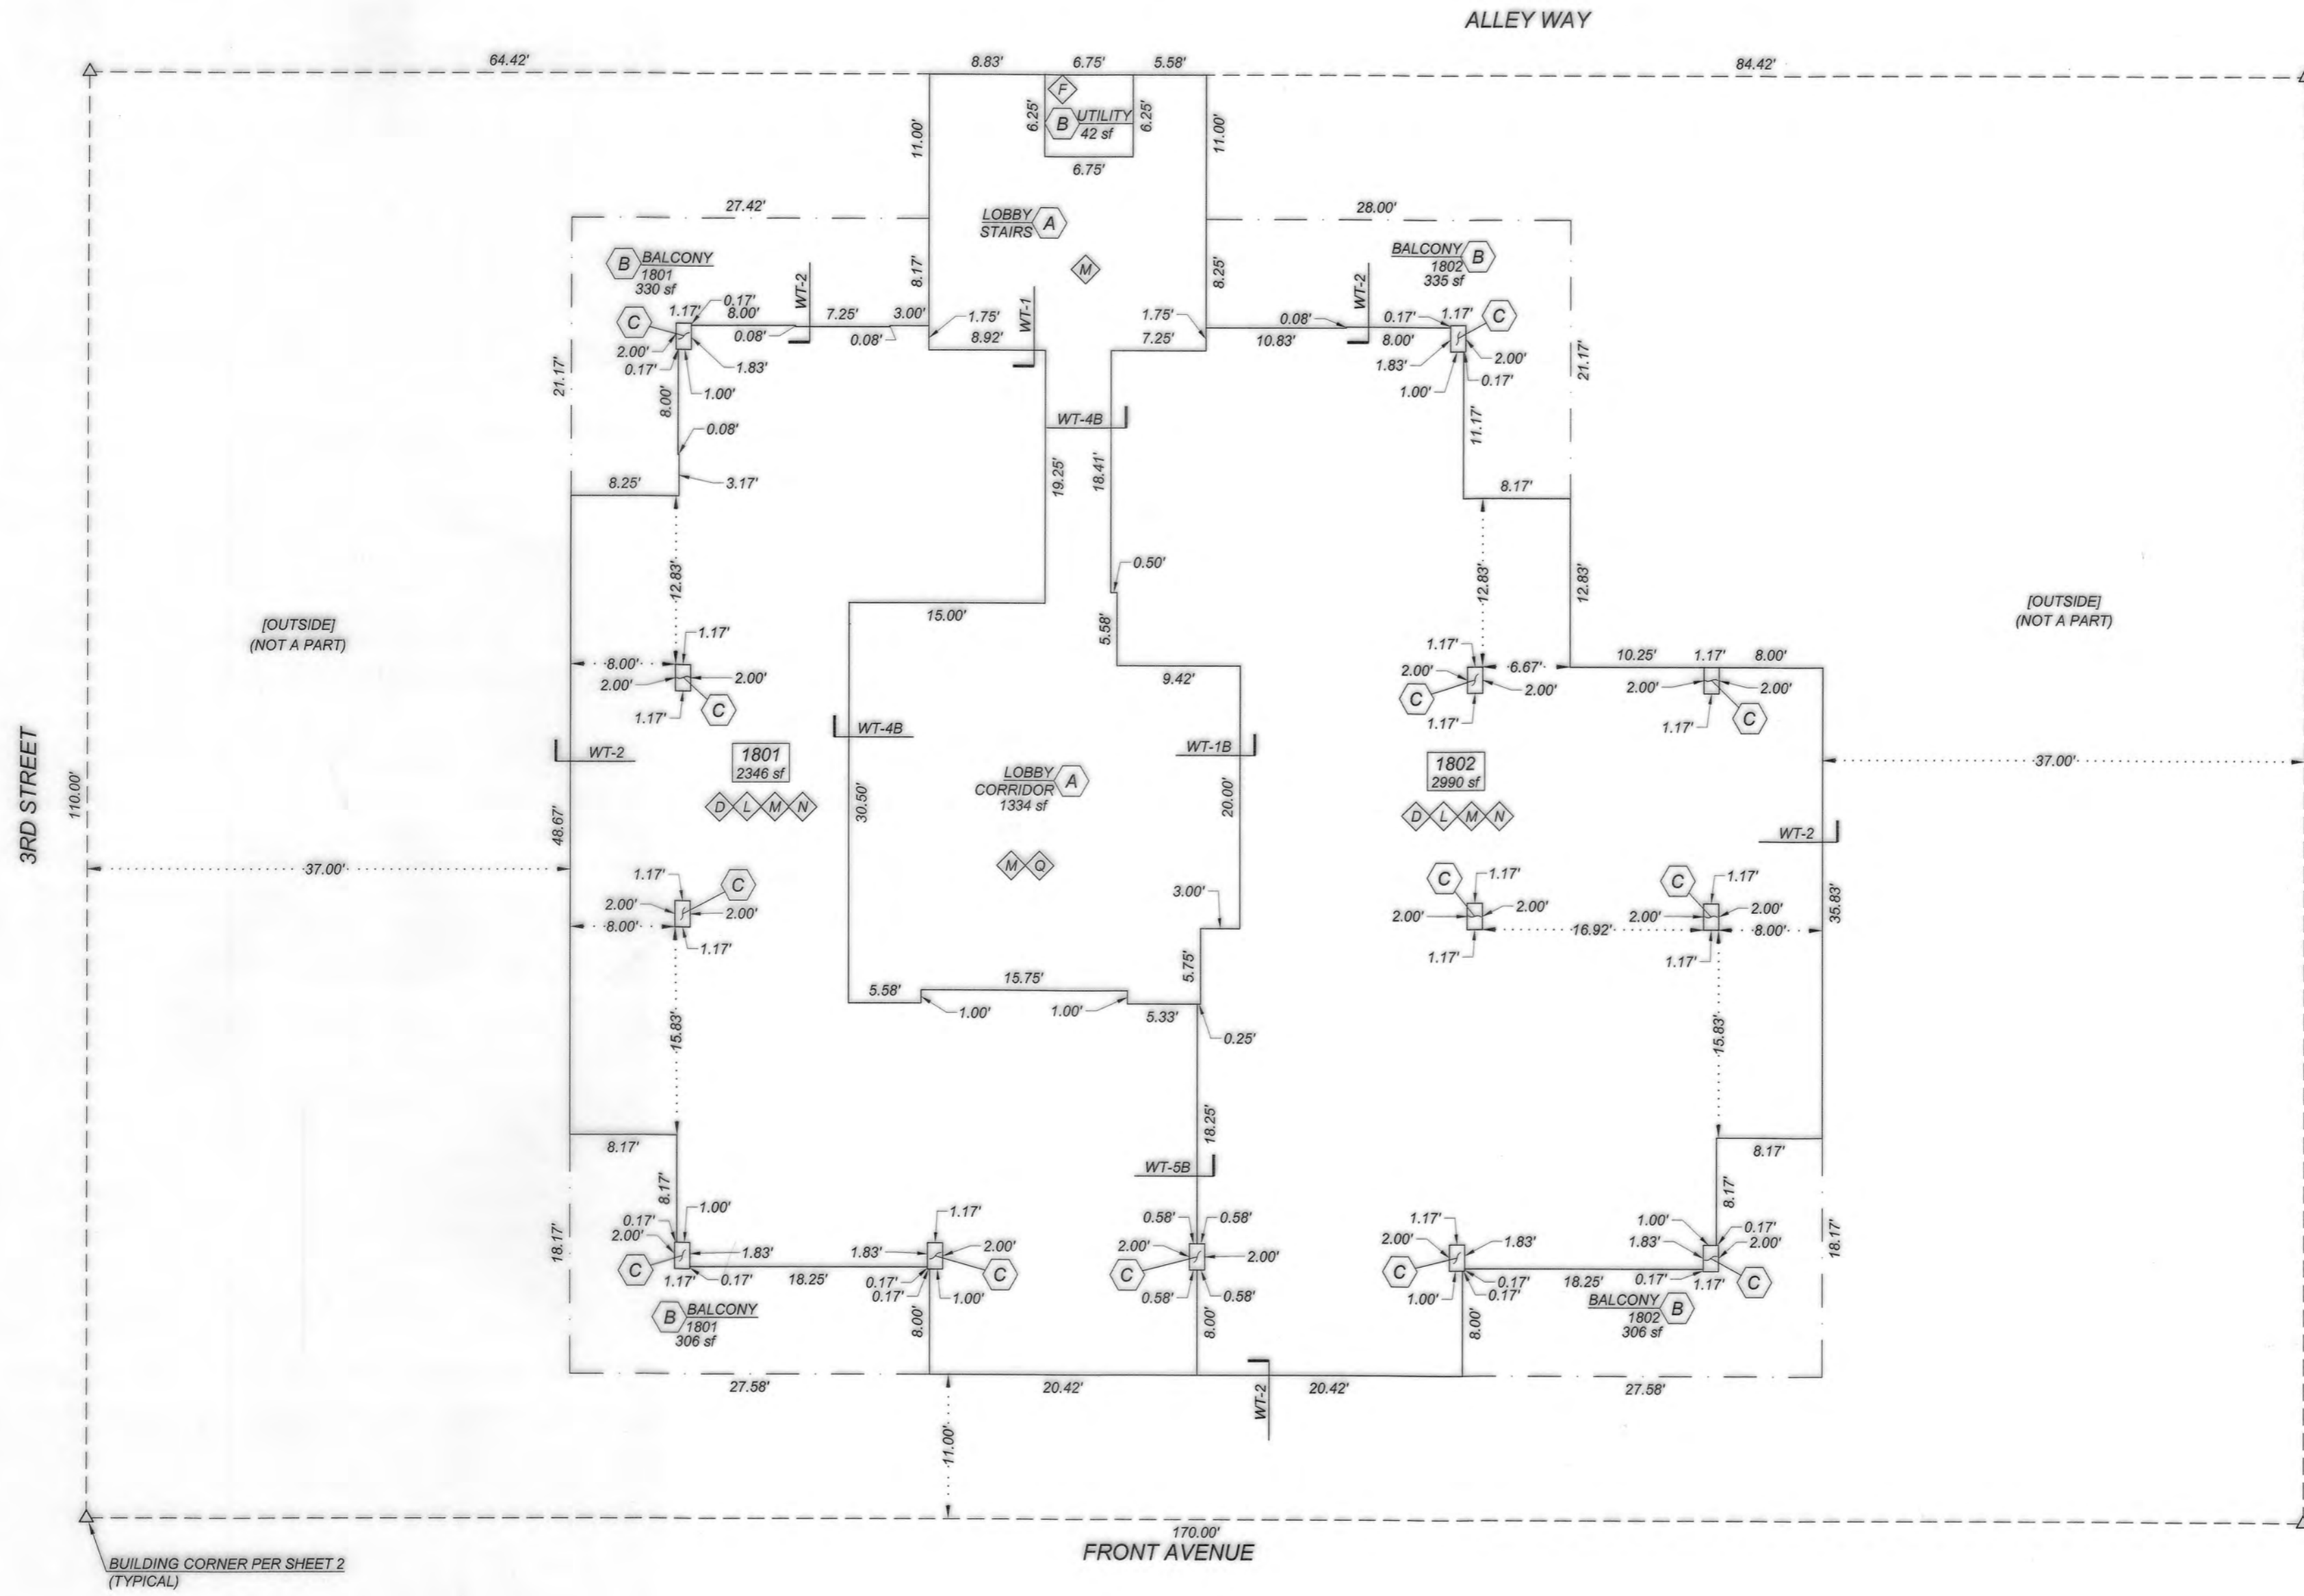 ALLEY WAY
64.42'
8.83'
6.75'
5.58'
84.42'
F
6.25'
B
UTILITY
42 sf
6.25'
11.00'
11.00'
6.75'
27.42'
LOBBY
STAIRS
A
28.00'
B
BALCONY
1801
330 sf
WT-2
8.17'
M
8.25'
WT-2
BALCONY
1802
335 sf
B
C
1.17'
0.17'
8.00'
7.25'
3.00'
1.75'
WT-1
1.75'
0.08'
0.17'
1.17'
C
2.00'
0.08'
0.08'
8.92'
7.25'
10.83'
8.00'
0.17'
1.83'
1.83'
2.00'
21.17'
8.00'
1.00'
1.00'
0.17'
21.17'
0.08'
WT-4B
11.17'
8.25'
3.17'
19.25'
18.41'
8.17'
12.83'
0.50'
12.83'
12.83'
[OUTSIDE]
(NOT A PART)
15.00'
5.58'
[OUTSIDE]
(NOT A PART)
1.17'
1.17'
8.00'
2.00'
2.00'
9.42'
2.00'
6.67'
2.00'
10.25'
1.17'
8.00'
2.00'
2.00'
1.17'
C
C
1.17'
1.17'
C
3RD STREET
110.00'
WT-2
1801
2346 sf
WT-4B
WT-1B
1802
2990 sf
37.00'
D
L
M
N
LOBBY
CORRIDOR
1334 sf
A
D
L
M
N
48.67'
30.50'
20.00'
WT-2
37.00'
M
Q
1.17'
C
3.00'
C
1.17'
C
1.17'
2.00'
2.00'
2.00'
2.00'
2.00'
2.00'
35.83'
8.00'
1.17'
16.92'
8.00'
1.17'
1.17'
15.75'
5.75'
5.58'
1.00'
1.00'
5.33'
0.25'
15.83'
15.83'
18.25'
8.17'
WT-5B
8.17'
8.17'
8.17'
1.00'
0.17'
2.00'
1.17'
0.58'
0.58'
1.17'
1.00'
0.17'
18.17'
1.83'
1.83'
2.00'
2.00'
2.00'
2.00'
1.83'
1.83'
2.00'
18.17'
C
1.17'
0.17'
18.25'
0.17'
0.17'
1.00'
C
C
0.58'
0.58'
C
1.00'
0.17'
0.17'
18.25'
0.17'
1.17'
C
B
BALCONY
1801
306 sf
8.00'
8.00'
8.00'
BALCONY
1802
306 sf
B
27.58'
20.42'
WT-2
20.42'
27.58'
11.00'
170.00'
FRONT AVENUE
BUILDING CORNER PER SHEET 2
(TYPICAL)